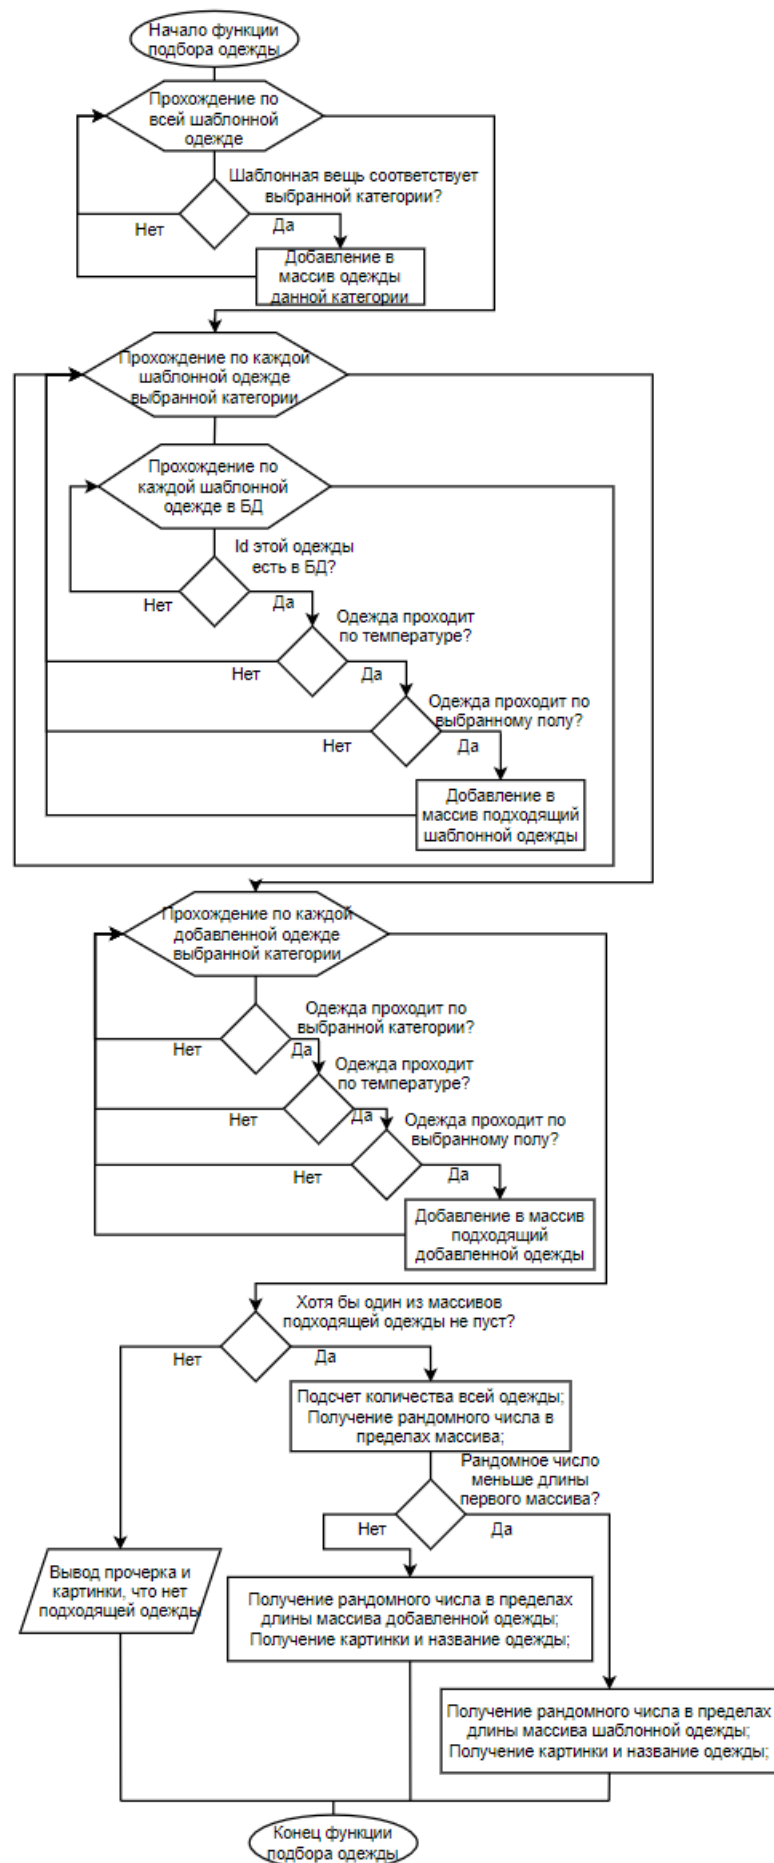 Начало функции
подбора одежды
Прохождение по
всей шаблонной
одежде
Шаблонная вещь соответствует
выбранной категории?
Нет
Да
Добавление в
массив одежды
данной категории
Прохождение по каждой
шаблонной одежде
выбранной категории
Прохождение по
каждой шаблонной
одежде в БД
Id этой одежды
есть в БД?
Нет
Да
Одежда проходит
по температуре?
Нет
Да
Одежда проходит по
выбранному полу?
Нет
Да
Добавление в
массив подходящий
шаблонной одежды
Прохождение по каждой
добавленной одежде
выбранной категории
Одежда проходит по
выбранной категории?
Нет
Да
Одежда проходит
по температуре?
Нет
Да
Одежда проходит по
выбранному полу?
Нет
Да
Добавление в массив
подходящий
добавленной одежды
Хотя бы один из массивов
подходящей одежды не пуст?
Нет
Да
Подсчет количества всей одежды;
Получение рандомного числа в
пределах массива;
Рандомное число
меньше длины
первого массива?
Нет
Да
Вывод прочерка и
картинки, что нет
подходящей одежды
Получение рандомного числа в пределах
длины массива добавленной одежды;
Получение картинки и название одежды;
Получение рандомного числа в пределах
длины массива шаблонной одежды;
Получение картинки и название одежды;
Конец функции
подбора одежды